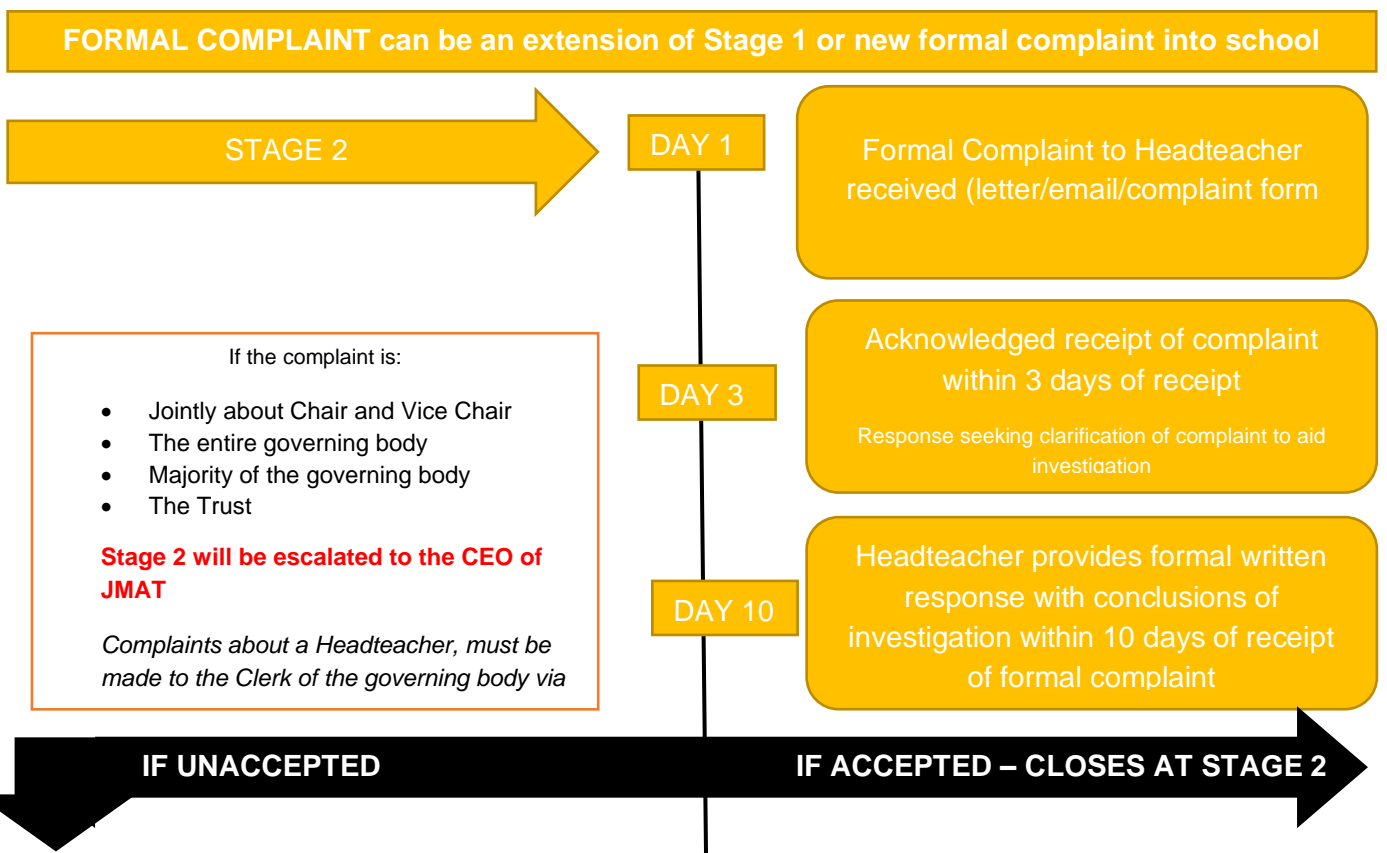 FORMAL COMPLAINT can be an extension of Stage 1 or new formal complaint into school
STAGE 2
DAY 1
Formal Complaint to Headteacher
received (letter/email/complaint form
If the complaint is:
• Jointly about Chair and Vice Chair
• The entire governing body
• Majority of the governing body
• The Trust
Stage 2 will be escalated to the CEO of
JMAT
Complaints about a Headteacher, must be
made to the Clerk of the governing body via
DAY 3
Acknowledged receipt of complaint
within 3 days of receipt
Response seeking clarification of complaint to aid
investigation
DAY 10
Headteacher provides formal written
response with conclusions of
investigation within 10 days of receipt
of formal complaint
IF UNACCEPTED
IF ACCEPTED – CLOSES AT STAGE 2